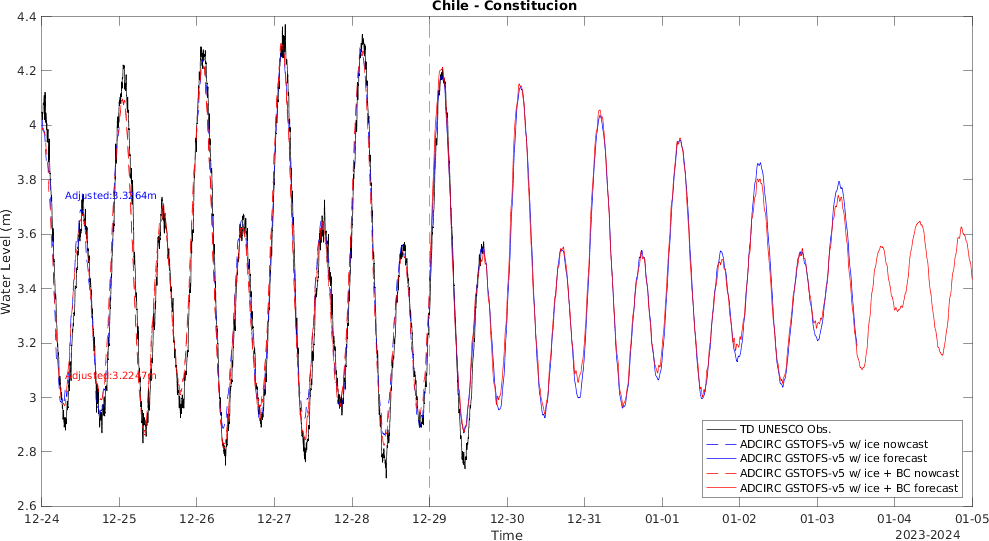 Chile - Constitucion
4.4
4.2
4
3.8
3.6
3.4
3.2
3
2.8
2.6
Water Level (m)
Adjusted:3.3264m
Adjusted:3.2247m
TD UNESCO Obs.
ADCIRC GSTOFS-v5 w/ ice nowcast
ADCIRC GSTOFS-v5 w/ ice forecast
ADCIRC GSTOFS-v5 w/ ice + BC nowcast
ADCIRC GSTOFS-v5 w/ ice + BC forecast
12-24 12-25 12-26 12-27 12-28 12-29 12-30 12-31 01-01 01-02 01-03 01-04 01-05
Time
2023-2024